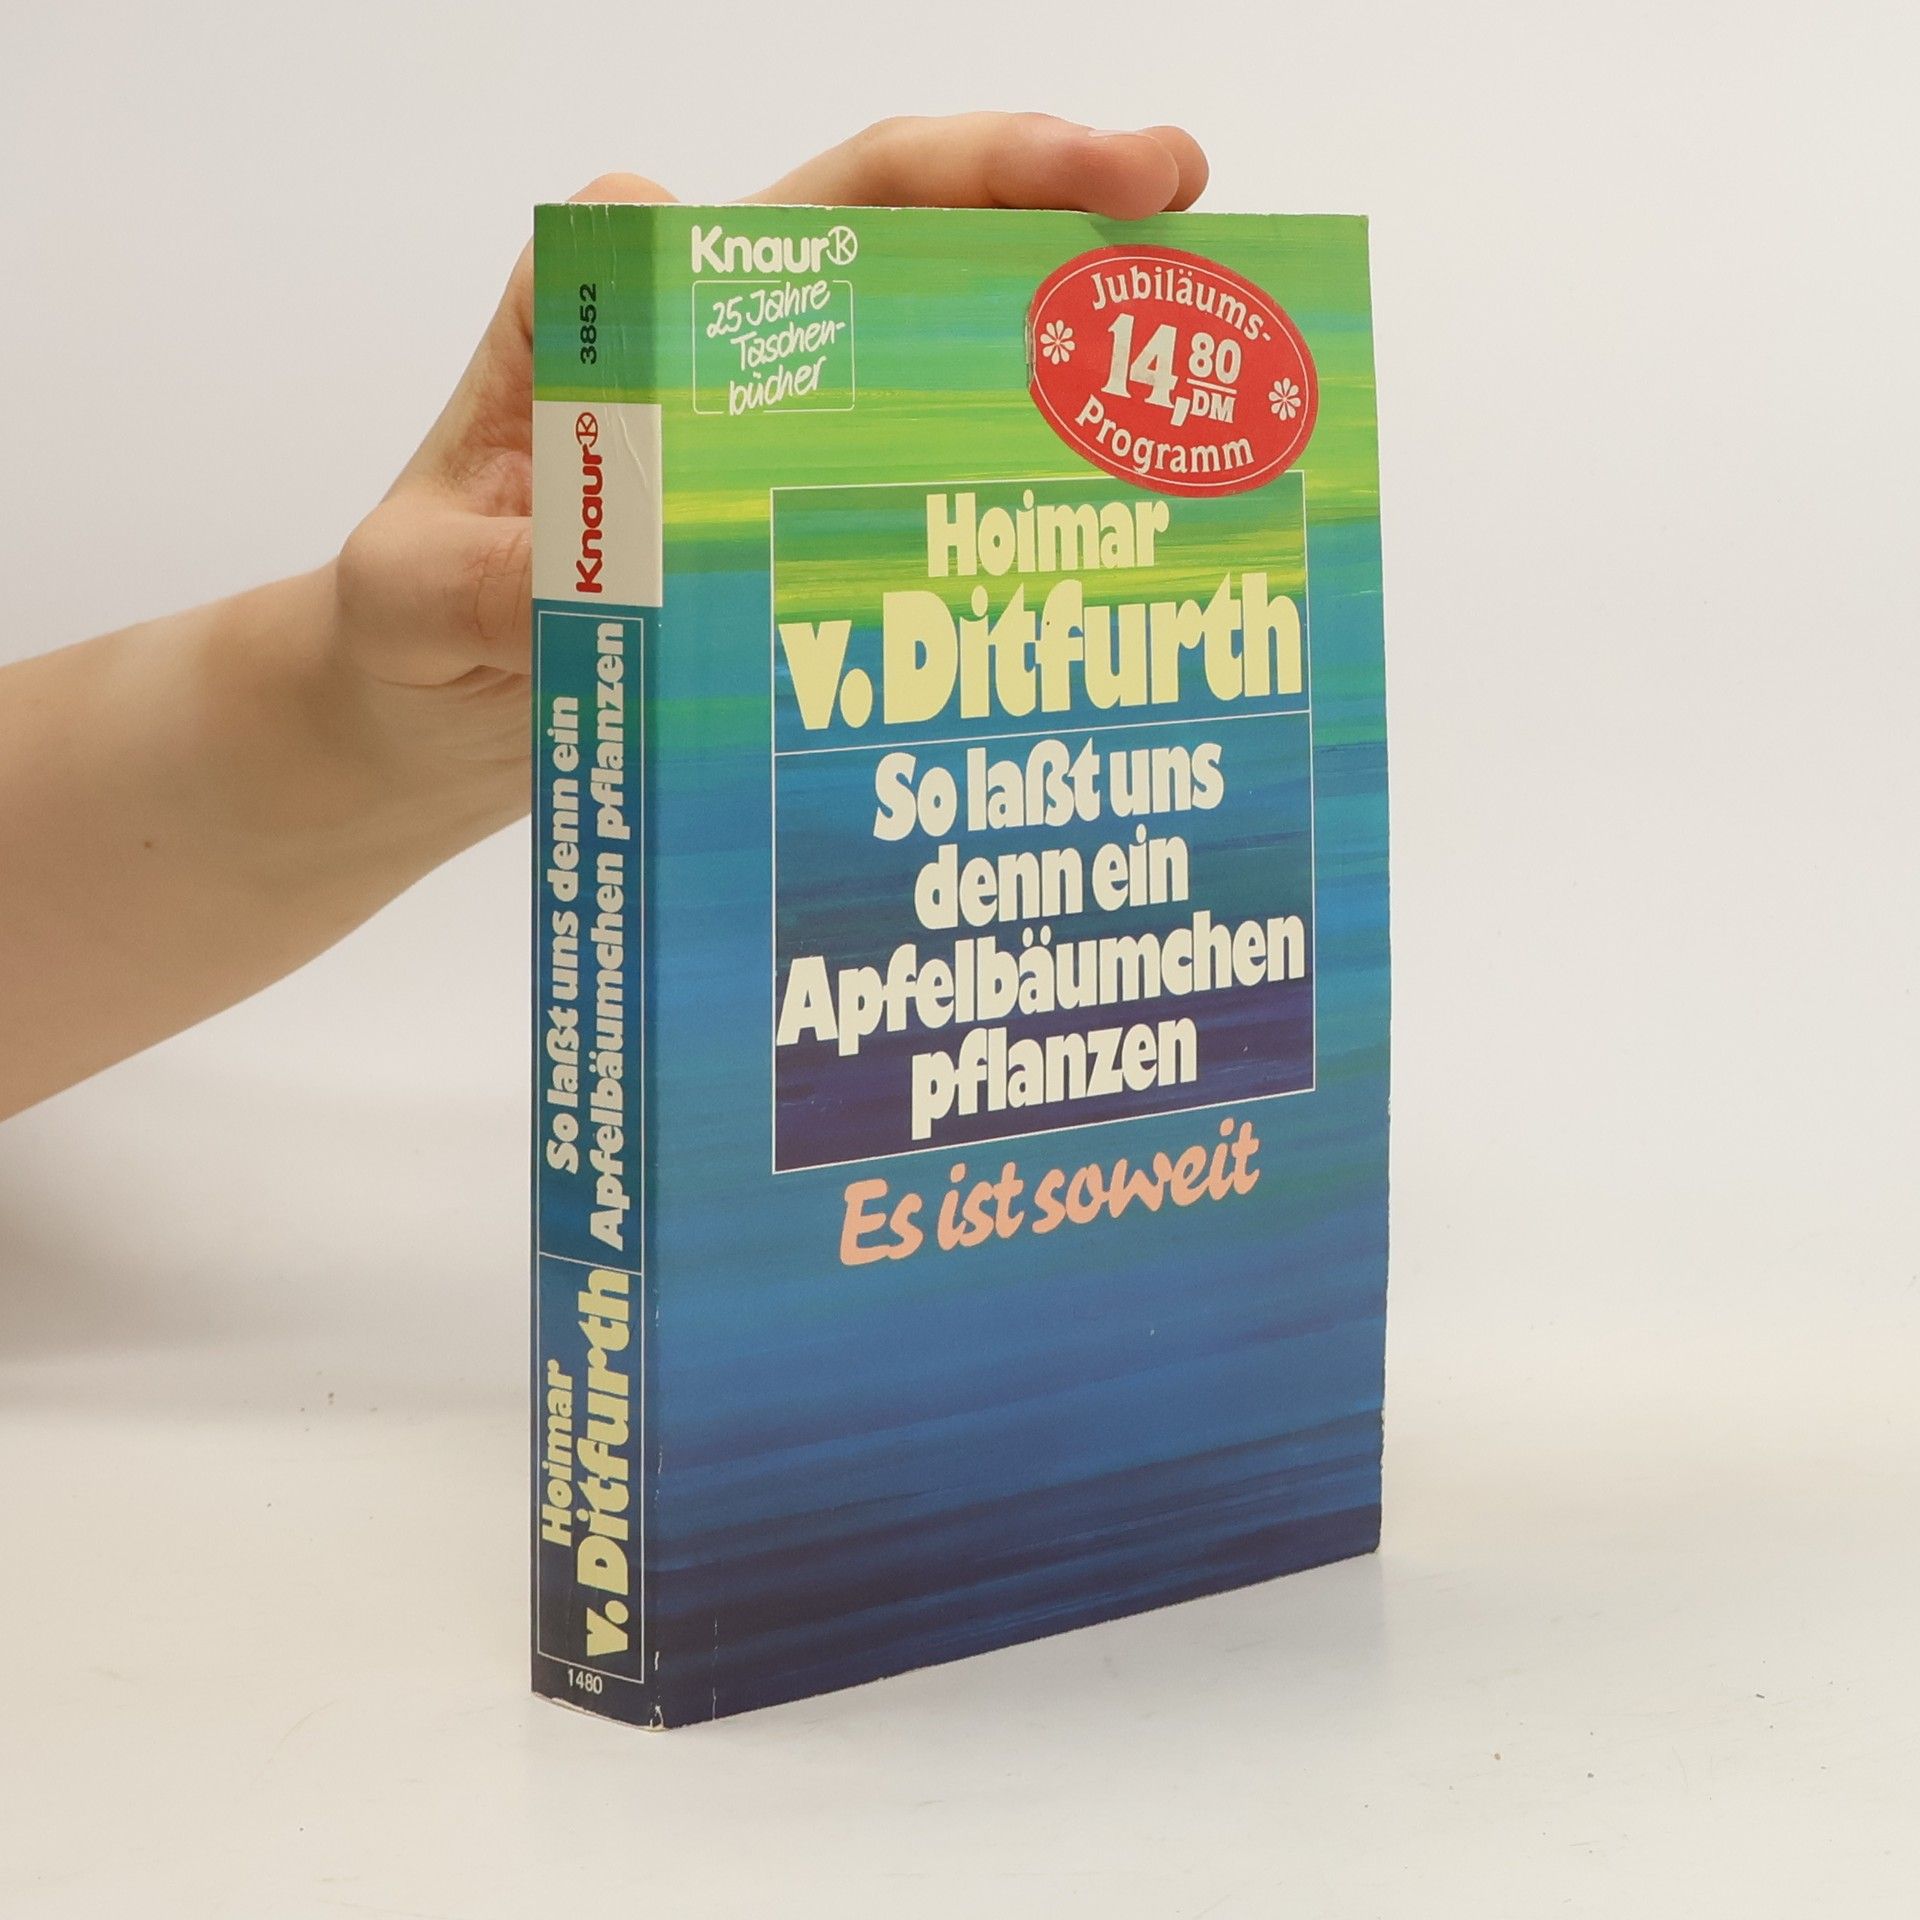 Knaur
25 Jahre
Taschen-
bücher
Jubiläums-
14,80
DM
Programm
Hoimar
v. Ditfurth
So laßt uns
denn ein
Apfelbäumchen
pflanzen
Es ist soweit
3852
Knaur
So laßt uns denn ein
Apfelbäumchen pflanzen
Hoimar
v. Ditfurth
1480